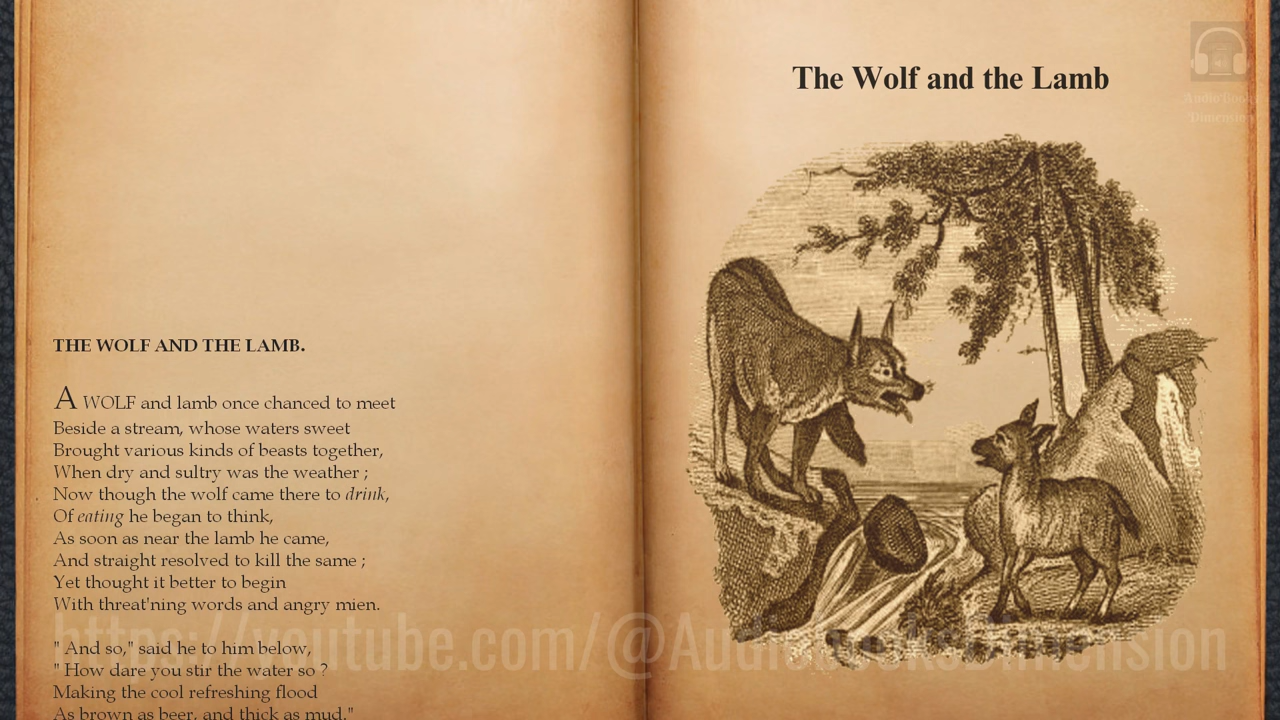 THE WOLF AND THE LAMB.
A WOLF and lamb once chanced to meet
Beside a stream, whose waters sweet
Brought various kinds of beasts together,
When dry and sultry was the weather ;
Now though the wolf came there to drink,
Of eating he began to think,
As soon as near the lamb he came,
And straight resolved to kill the same ;
Yet thought it better to begin
With threat'ning words and angry mien.
" And so," said he to him below,
" How dare you stir the water so ?
Making the cool refreshing flood
As brown as beer, and thick as mud."
The Wolf and the Lamb
AudioBooks
Dimension
https://youtube.com/@AudiobooksDimension